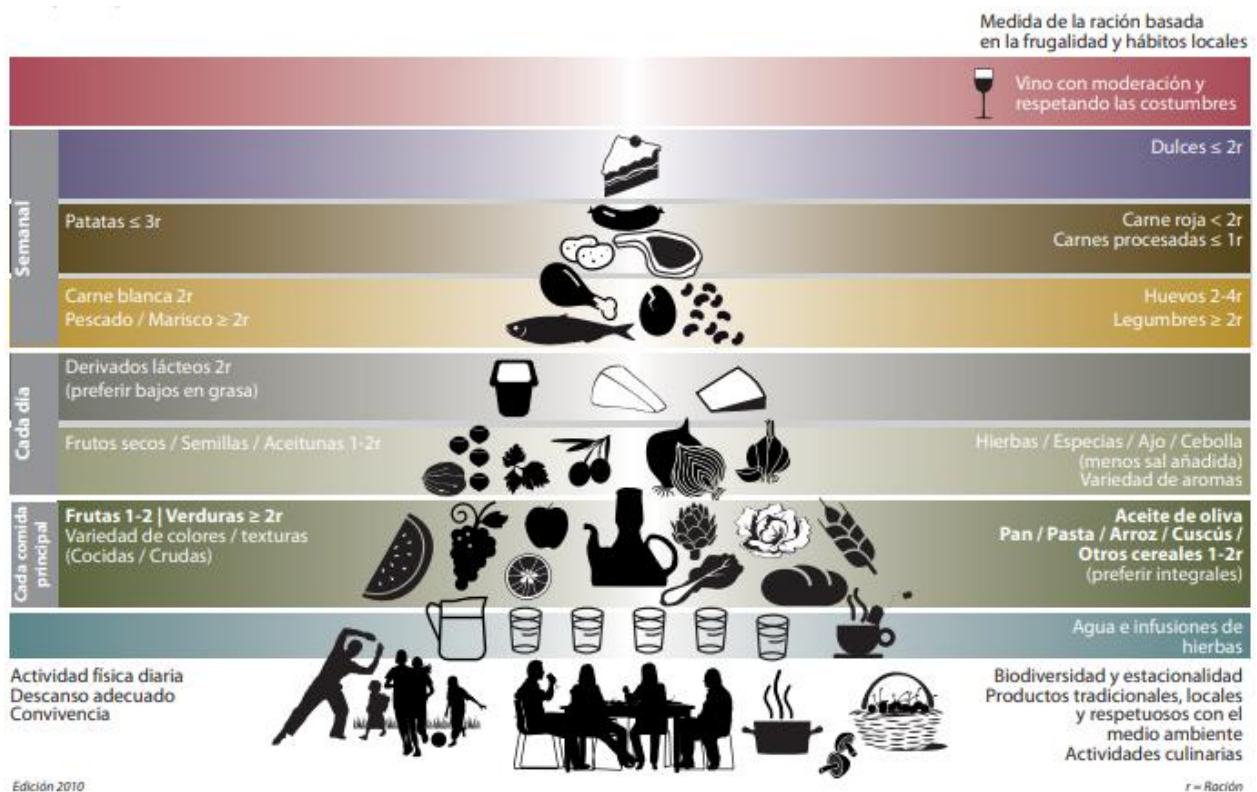 Medida de la ración basada
en la frugalidad y hábitos locales
Vino con moderación y
respetando las costumbres
Semanal
Dulces ≤ 2r
Patatas ≤ 3r
Carne roja < 2r
Carnes procesadas ≤ 1r
Carne blanca 2r
Pescado / Marisco ≥ 2r
Huevos 2-4r
Legumbres ≥ 2r
Cada día
Derivados lácteos 2r
(preferir bajos en grasa)
Frutos secos / Semillas / Aceitunas 1-2r
Hierbas / Especias / Ajo / Cebolla
(menos sal añadida)
Variedad de aromas
Cada comida
principal
Frutas 1-2 | Verduras ≥ 2r
Variedad de colores / texturas
(Cocidas / Crudas)
Aceite de oliva
Pan / Pasta / Arroz / Cuscús /
Otros cereales 1-2r
(preferir integrales)
Agua e infusiones de
hierbas
Actividad física diaria
Descanso adecuado
Convivencia
Biodiversidad y estacionalidad
Productos tradicionales, locales
y respetuosos con el
medio ambiente
Actividades culinarias
Edición 2010
r = Ración